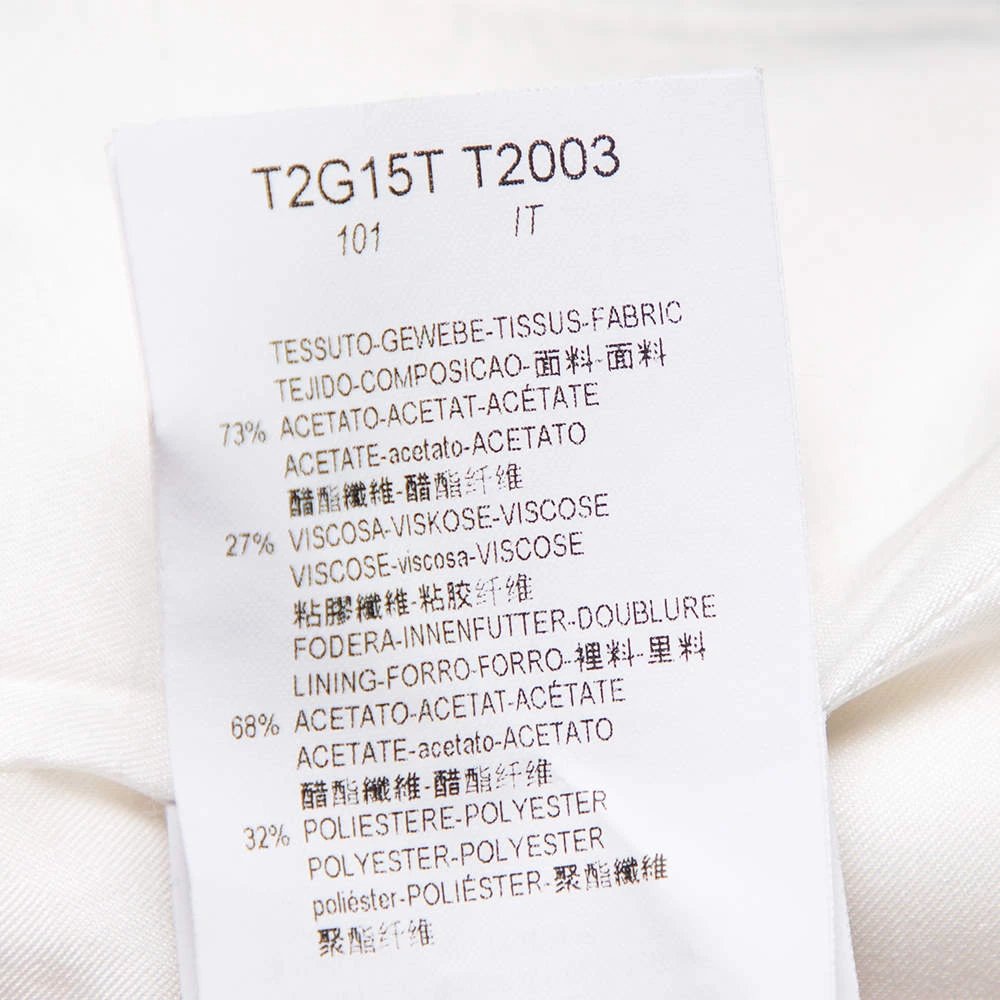 T2G15T T2003
101 IT
TESSUTO-GEWEBE-TISSUS-FABRIC
TEJIDO-COMPOSICAO-面料-面料
73% ACETATO-ACETAT-ACÉTATE
ACETATE-acetato-ACETATO
醋酯纖維-醋酯纤维
27% VISCOSA-VISKOSE-VISCOSE
VISCOSE-viscosa-VISCOSE
粘膠纖維-粘胶纤维
FODERA-INNENFUTTER-DOUBLURE
LINING-FORRO-FORRO-裡料-里料
68% ACETATO-ACETAT-ACÉTATE
ACETATE-acetato-ACETATO
醋酯纖維-醋酯纤维
32% POLIESTERE-POLYESTER
POLYESTER-POLYESTER
poliéster-POLIÉSTER-聚酯纖維
聚酯纤维